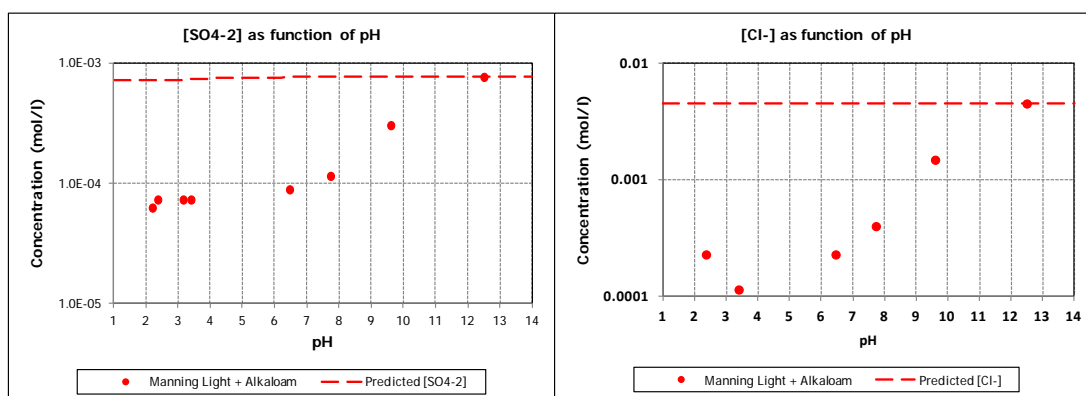 [SO4-2] as function of pH
1.0E-03
1.0E-04
1.0E-05
Concentration (mol/l)
1 2 3 4 5 6 7 8 9 10 11 12 13 14
pH
Manning Light + Alkaloam Predicted [SO4-2]
[Cl-] as function of pH
0.01
0.001
0.0001
Concentration (mol/l)
1 2 3 4 5 6 7 8 9 10 11 12 13 14
pH
Manning Light + Alkaloam Predicted [Cl-]